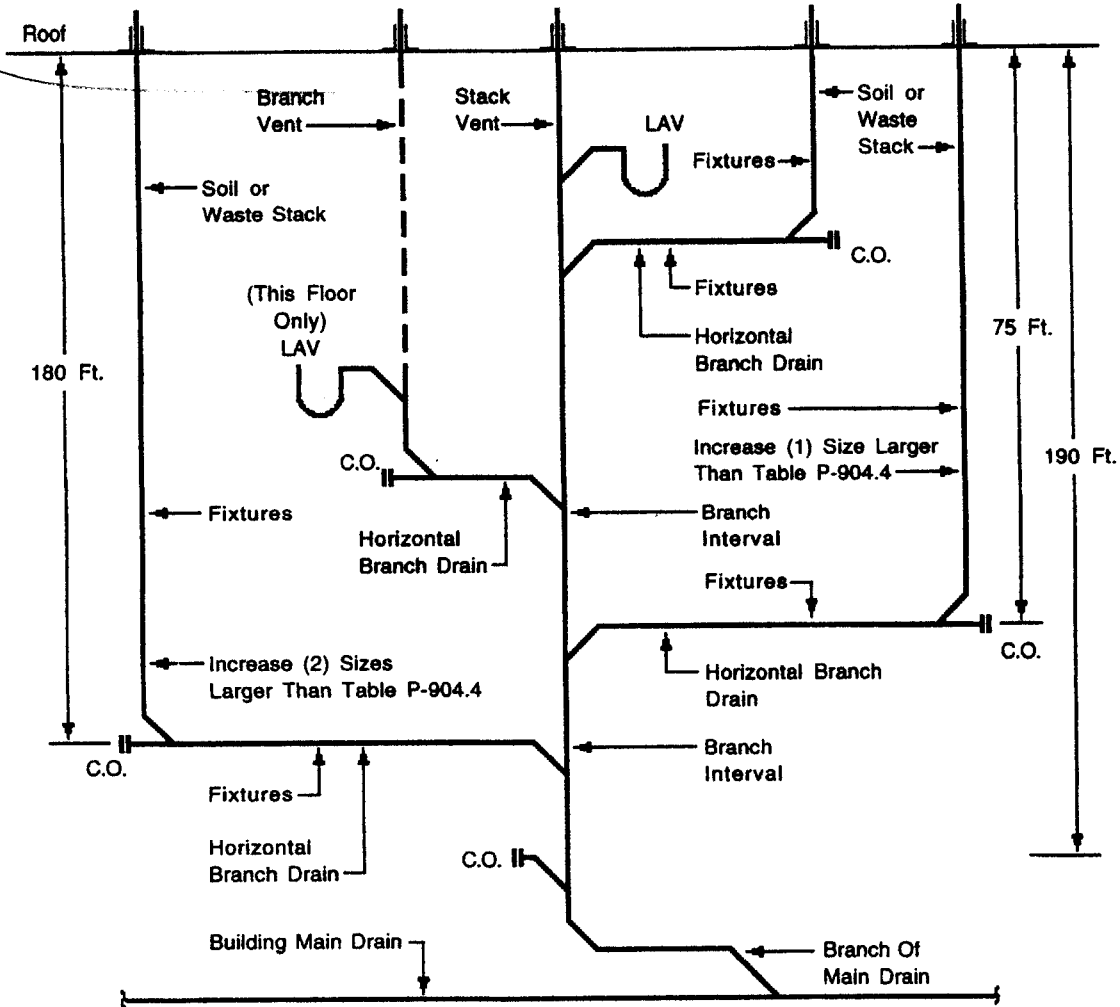 Roof
Branch
Vent
Stack
Vent
LAV
Fixtures
Soil or
Waste
Stack
Soil or
Waste Stack
C.O.
Fixtures
(This Floor
Only)
LAV
Horizontal
Branch Drain
75 Ft.
180 Ft.
Fixtures
Increase (1) Size Larger
Than Table P-904.4
190 Ft.
C.O.
Fixtures
Horizontal
Branch Drain
Branch
Interval
Fixtures
C.O.
Increase (2) Sizes
Larger Than Table P-904.4
Horizontal Branch
Drain
C.O.
Branch
Interval
Fixtures
Horizontal
Branch Drain
C.O.
Building Main Drain
Branch Of
Main Drain